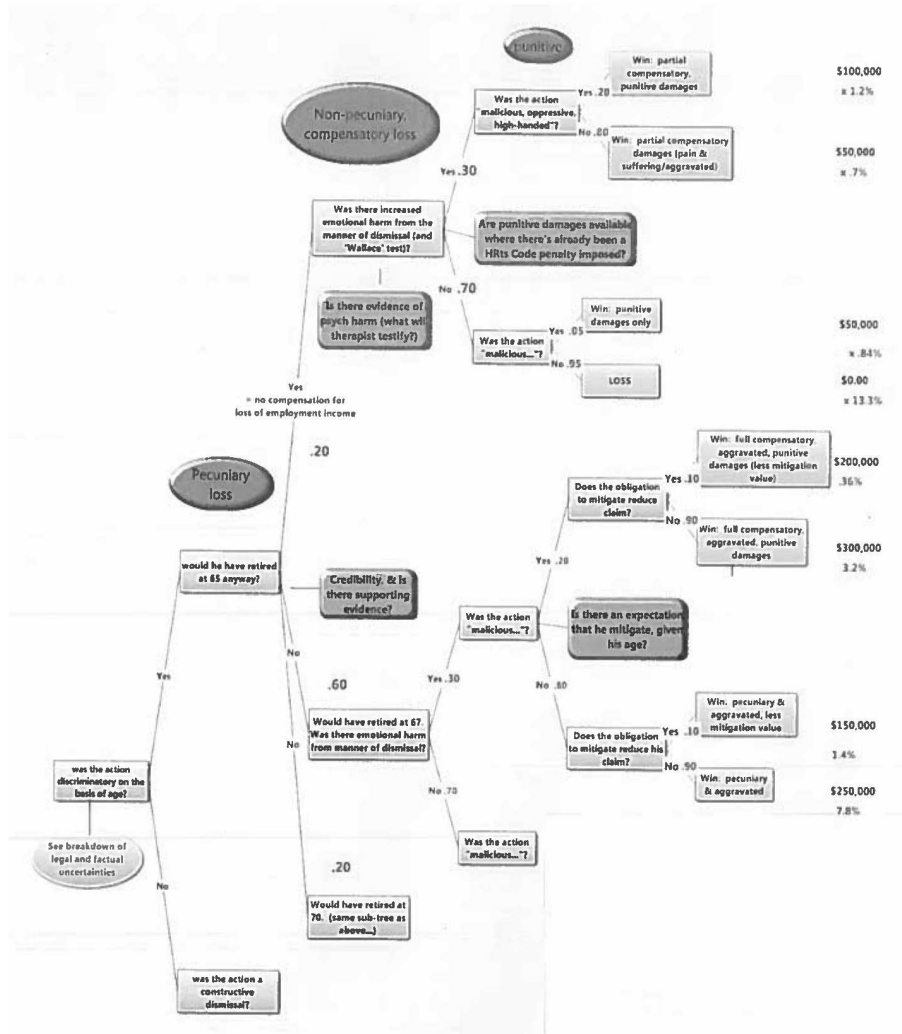 punitive
Win: partial
compensatory,
punitive damages
$100,000
x 1.2%
Yes .20
Was the action
"malicious, oppressive,
high-handed"?
No .80
Win: partial compensatory
damages (pain &
suffering/aggravated)
$50,000
x .7%
Non-pecuniary,
compensatory loss
Yes .30
Was there increased
emotional harm from the
manner of dismissal (and
'Wallace' test)?
Are punitive damages available
where there's already been a
HRts Code penalty imposed?
No .70
Is there evidence of
psych harm (what will
therapist testify?)
Win: punitive
damages only
$50,000
x .84%
Yes .05
Was the action
"malicious..."?
No .95
LOSS
$0.00
x 13.3%
Yes
= no compensation for
loss of employment income
.20
Pecuniary
loss
Win: full compensatory,
aggravated, punitive
damages (less mitigation
value)
$200,000
.36%
Yes .10
Does the obligation
to mitigate reduce
claim?
No .90
Win: full compensatory,
aggravated, punitive
damages
$300,000
3.2%
Yes .20
would he have retired
at 65 anyway?
Credibility, & is
there supporting
evidence?
Was the action
"malicious..."?
Is there an expectation
that he mitigate, given
his age?
No
.60
Yes
Yes .30
No .80
Would have retired at 67.
Was there emotional harm
from manner of dismissal?
No
Win: pecuniary &
aggravated, less
mitigation value
$150,000
1.4%
Yes .10
Does the obligation
to mitigate reduce his
claim?
No .90
Win: pecuniary
& aggravated
$250,000
7.8%
was the action
discriminatory on the
basis of age?
No .70
Was the action
"malicious..."?
See breakdown of
legal and factual
uncertainties
.20
No
Would have retired at
70. (same sub-tree as
above...)
was the action a
constructive
dismissal?